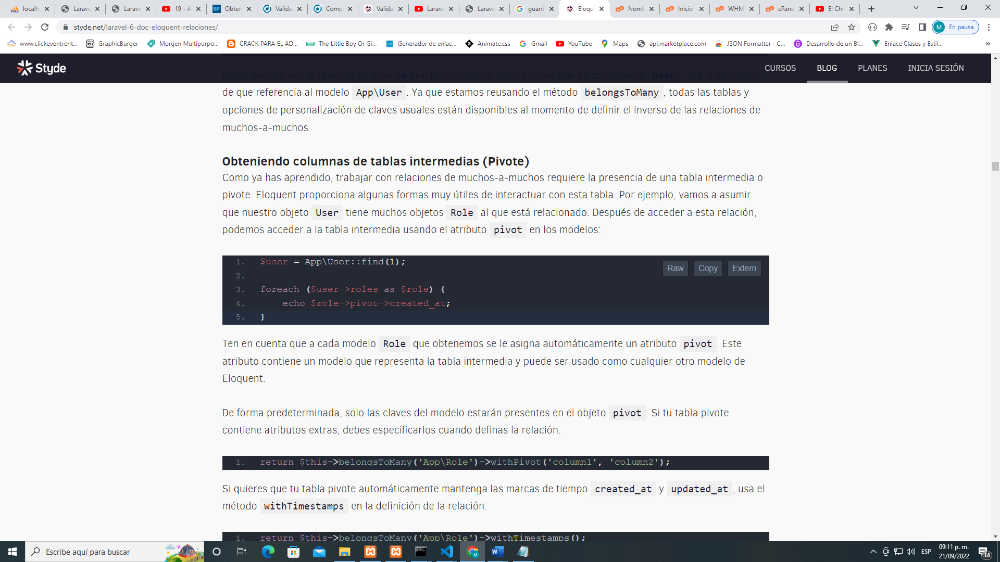 localh
Larave
Larave
19 - A
Obten
Valida
Comp
Valida
Larave
Larave
guard
Eloqu
Nomb
Inicio
WHM
cPane
El Chi
styde.net/laravel-6-doc-eloquent-relaciones/
M En pausa
www.clickeventrent...
GraphicBurger
Morgen Multipurpo...
CRACK PARA EL AD...
The Little Boy Or Gi...
Generador de enlac...
Animate.css
Gmail
YouTube
Maps
api.marketplace.com
JSON Formatter - C...
Desarrollo de un Bl...
Enlace Clases y Estil...
»
Styde
CURSOS BLOG PLANES INICIA SESIÓN
Como puedes ver, la relación es definida exactamente de la misma forma que su contraparte User, con la excepción
de que referencia al modelo App\User. Ya que estamos reusando el método belongsToMany, todas las tablas y
opciones de personalización de claves usuales están disponibles al momento de definir el inverso de las relaciones de
muchos-a-muchos.
Obteniendo columnas de tablas intermedias (Pivote)
Como ya has aprendido, trabajar con relaciones de muchos-a-muchos requiere la presencia de una tabla intermedia o
pivote. Eloquent proporciona algunas formas muy útiles de interactuar con esta tabla. Por ejemplo, vamos a asumir
que nuestro objeto User tiene muchos objetos Role al que está relacionado. Después de acceder a esta relación,
podemos acceder a la tabla intermedia usando el atributo pivot en los modelos:
Raw Copy Extern
1. $user = App\User::find(1);
2.
3. foreach ($user->roles as $role) {
4. echo $role->pivot->created_at;
5. }
Ten en cuenta que a cada modelo Role que obtenemos se le asigna automáticamente un atributo pivot. Este
atributo contiene un modelo que representa la tabla intermedia y puede ser usado como cualquier otro modelo de
Eloquent.
De forma predeterminada, solo las claves del modelo estarán presentes en el objeto pivot. Si tu tabla pivote
contiene atributos extras, debes especificarlos cuando definas la relación.
1. return $this->belongsToMany('App\Role')->withPivot('column1', 'column2');
Si quieres que tu tabla pivote automáticamente mantenga las marcas de tiempo created_at y updated_at, usa el
método withTimestamps en la definición de la relación:
1. return $this->belongsToMany('App\Role')->withTimestamps();
Escribe aquí para buscar
ESP
09:11 p. m.
21/09/2022
34